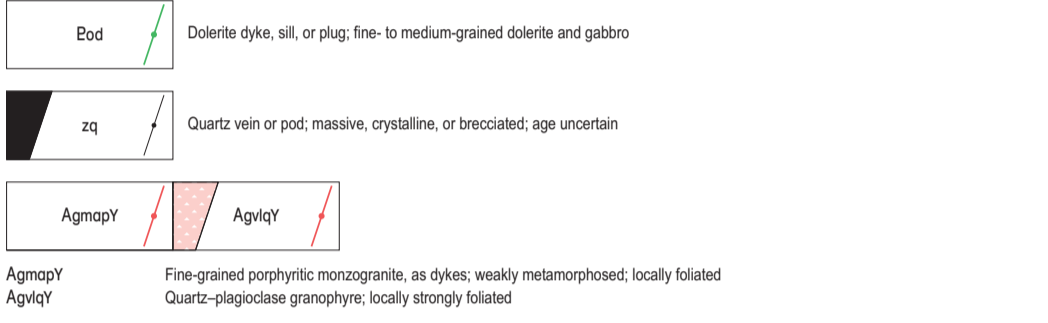 Ꝑod Dolerite dyke, sill, or plug; fine- to medium-grained dolerite and gabbro
zq Quartz vein or pod; massive, crystalline, or brecciated; age uncertain
AgmapY AgvlqY
AgmapY Fine-grained porphyritic monzogranite, as dykes; weakly metamorphosed; locally foliated
AgvlqY Quartz–plagioclase granophyre; locally strongly foliated